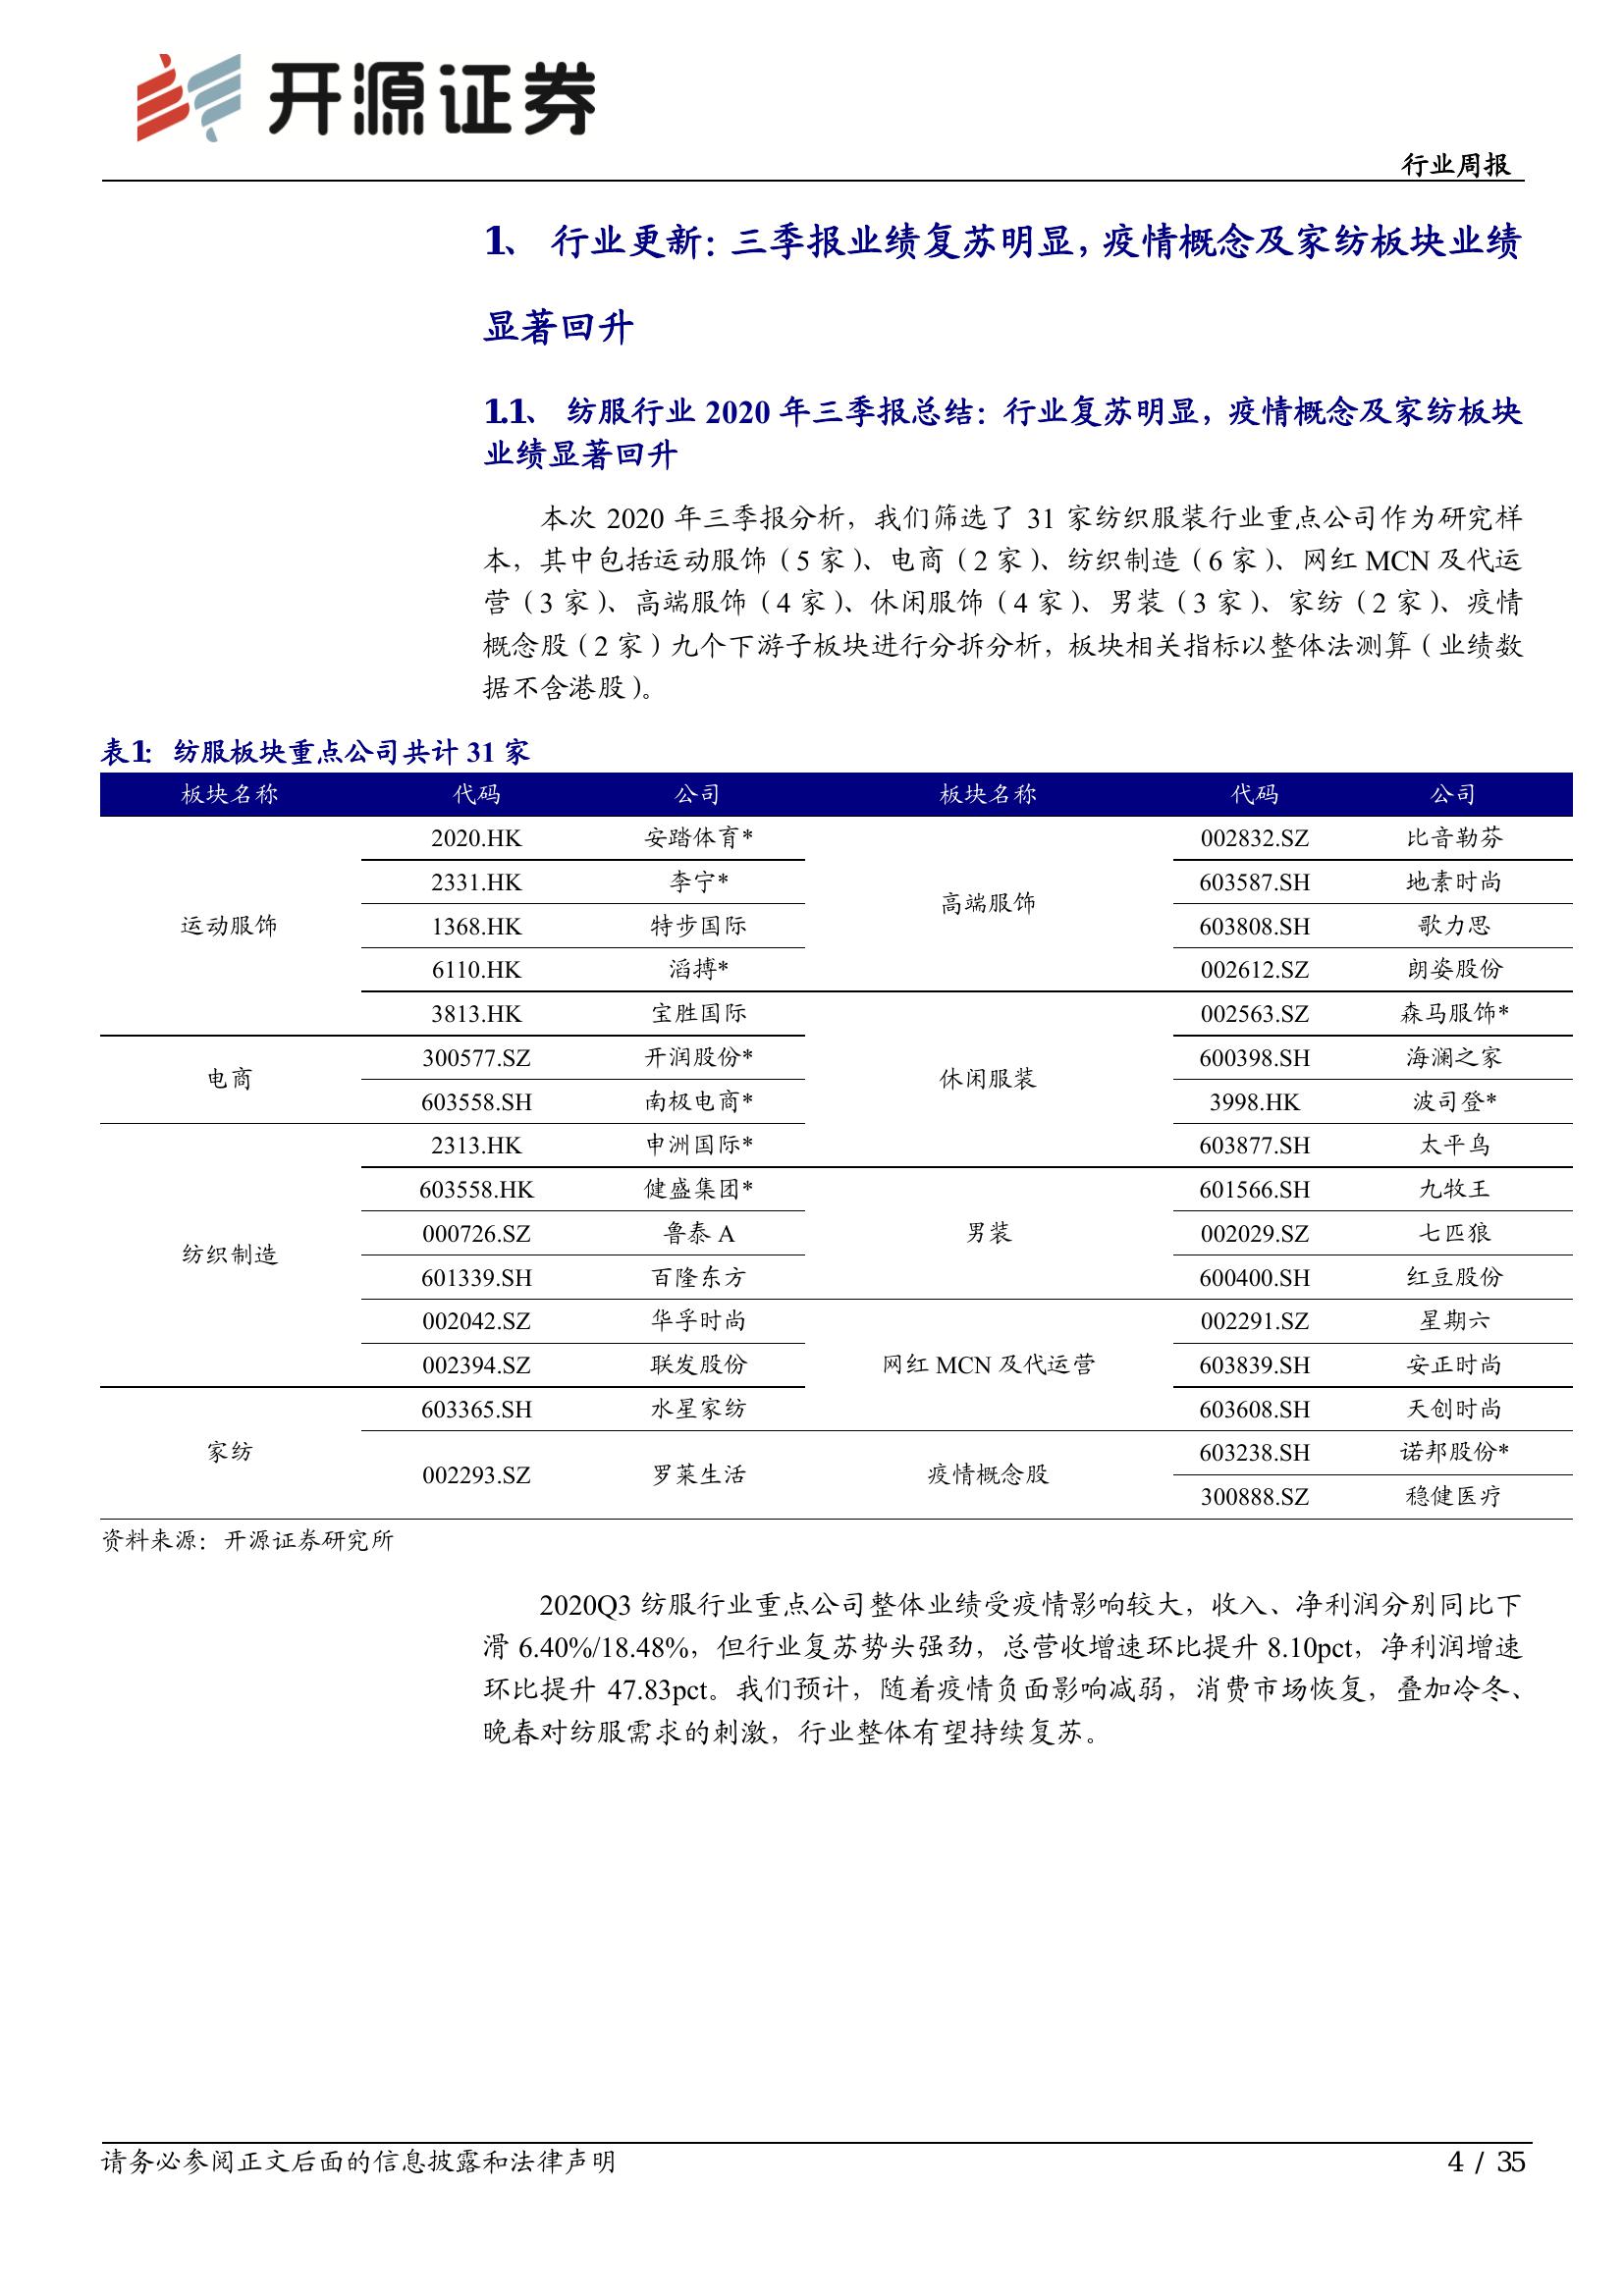 开源证券
行业周报
1、 行业更新：三季报业绩复苏明显，疫情概念及家纺板块业绩
显著回升
1.1、 纺服行业 2020 年三季报总结：行业复苏明显，疫情概念及家纺板块
业绩显著回升
本次 2020 年三季报分析，我们筛选了 31 家纺织服装行业重点公司作为研究样
本，其中包括运动服饰（5 家）、电商（2 家）、纺织制造（6 家）、网红 MCN 及代运
营（3 家）、高端服饰（4 家）、休闲服饰（4 家）、男装（3 家）、家纺（2 家）、疫情
概念股（2 家）九个下游子板块进行分拆分析，板块相关指标以整体法测算（业绩数
据不含港股）。
表1： 纺服板块重点公司共计 31 家
板块名称 代码 公司 板块名称 代码 公司
运动服饰 2020.HK 安踏体育* 高端服饰 002832.SZ 比音勒芬
2331.HK 李宁* 603587.SH 地素时尚
1368.HK 特步国际 603808.SH 歌力思
6110.HK 滔搏* 002612.SZ 朗姿股份
3813.HK 宝胜国际 休闲服装 002563.SZ 森马服饰*
电商 300577.SZ 开润股份* 600398.SH 海澜之家
603558.SH 南极电商* 3998.HK 波司登*
纺织制造 2313.HK 申洲国际* 603877.SH 太平鸟
603558.HK 健盛集团* 男装 601566.SH 九牧王
000726.SZ 鲁泰 A 002029.SZ 七匹狼
601339.SH 百隆东方 600400.SH 红豆股份
002042.SZ 华孚时尚 网红 MCN 及代运营 002291.SZ 星期六
002394.SZ 联发股份 603839.SH 安正时尚
家纺 603365.SH 水星家纺 603608.SH 天创时尚
002293.SZ 罗莱生活 疫情概念股 603238.SH 诺邦股份*
300888.SZ 稳健医疗
资料来源：开源证券研究所
2020Q3 纺服行业重点公司整体业绩受疫情影响较大，收入、净利润分别同比下
滑 6.40%/18.48%，但行业复苏势头强劲，总营收增速环比提升 8.10pct，净利润增速
环比提升 47.83pct。我们预计，随着疫情负面影响减弱，消费市场恢复，叠加冷冬、
晚春对纺服需求的刺激，行业整体有望持续复苏。
请务必参阅正文后面的信息披露和法律声明 4 / 35